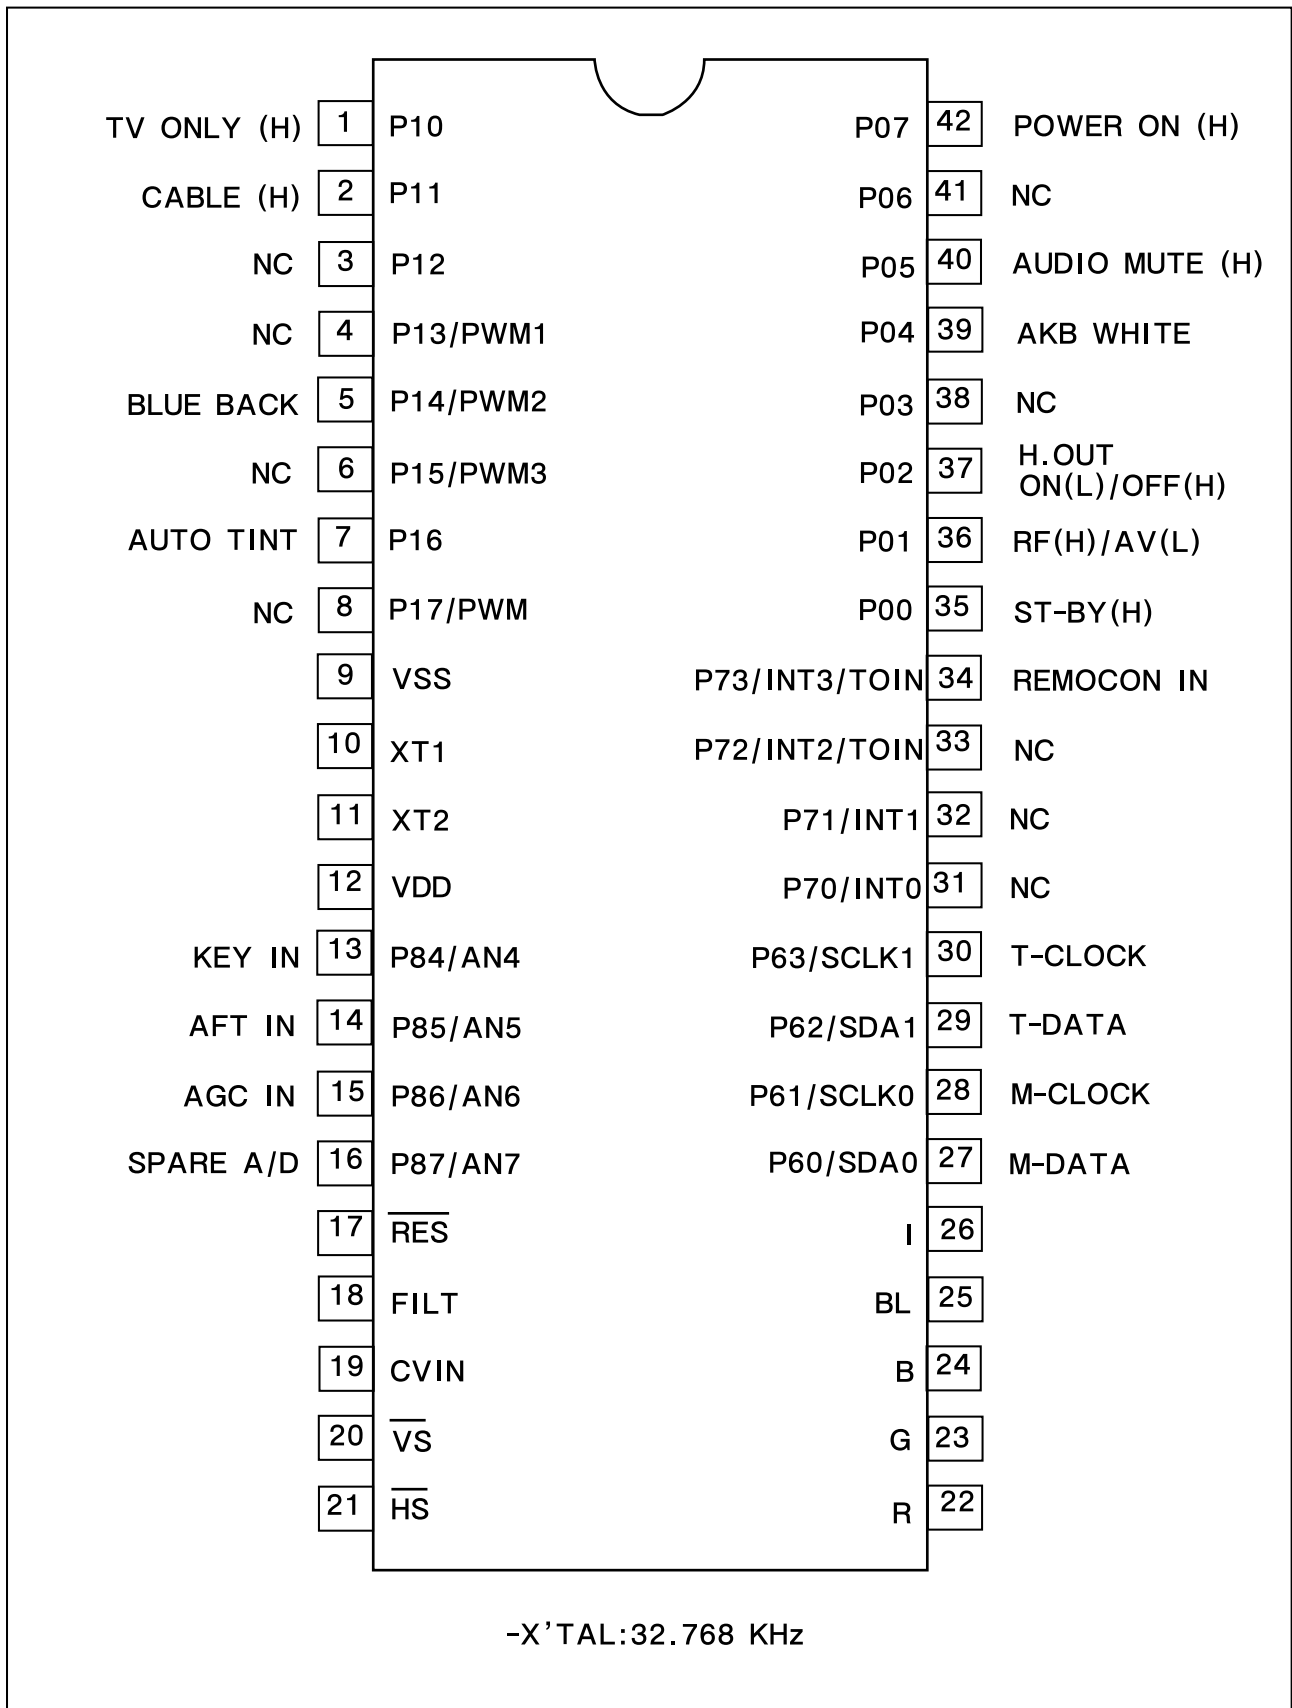 TV ONLY (H) 1 P10 P07 42 POWER ON (H)
CABLE (H) 2 P11 P06 41 NC
NC 3 P12 P05 40 AUDIO MUTE (H)
NC 4 P13/PWM1 P04 39 AKB WHITE
BLUE BACK 5 P14/PWM2 P03 38 NC
NC 6 P15/PWM3 P02 37 H.OUT
ON(L)/OFF(H)
AUTO TINT 7 P16 P01 36 RF(H)/AV(L)
NC 8 P17/PWM P00 35 ST-BY(H)
9 VSS P73/INT3/TOIN 34 REMOCON IN
10 XT1 P72/INT2/TOIN 33 NC
11 XT2 P71/INT1 32 NC
12 VDD P70/INT0 31 NC
KEY IN 13 P84/AN4 P63/SCLK1 30 T-CLOCK
AFT IN 14 P85/AN5 P62/SDA1 29 T-DATA
AGC IN 15 P86/AN6 P61/SCLK0 28 M-CLOCK
SPARE A/D 16 P87/AN7 P60/SDA0 27 M-DATA
17 RES I 26
18 FILT BL 25
19 CVIN B 24
20 VS G 23
21 HS R 22
-X'TAL:32.768 KHz